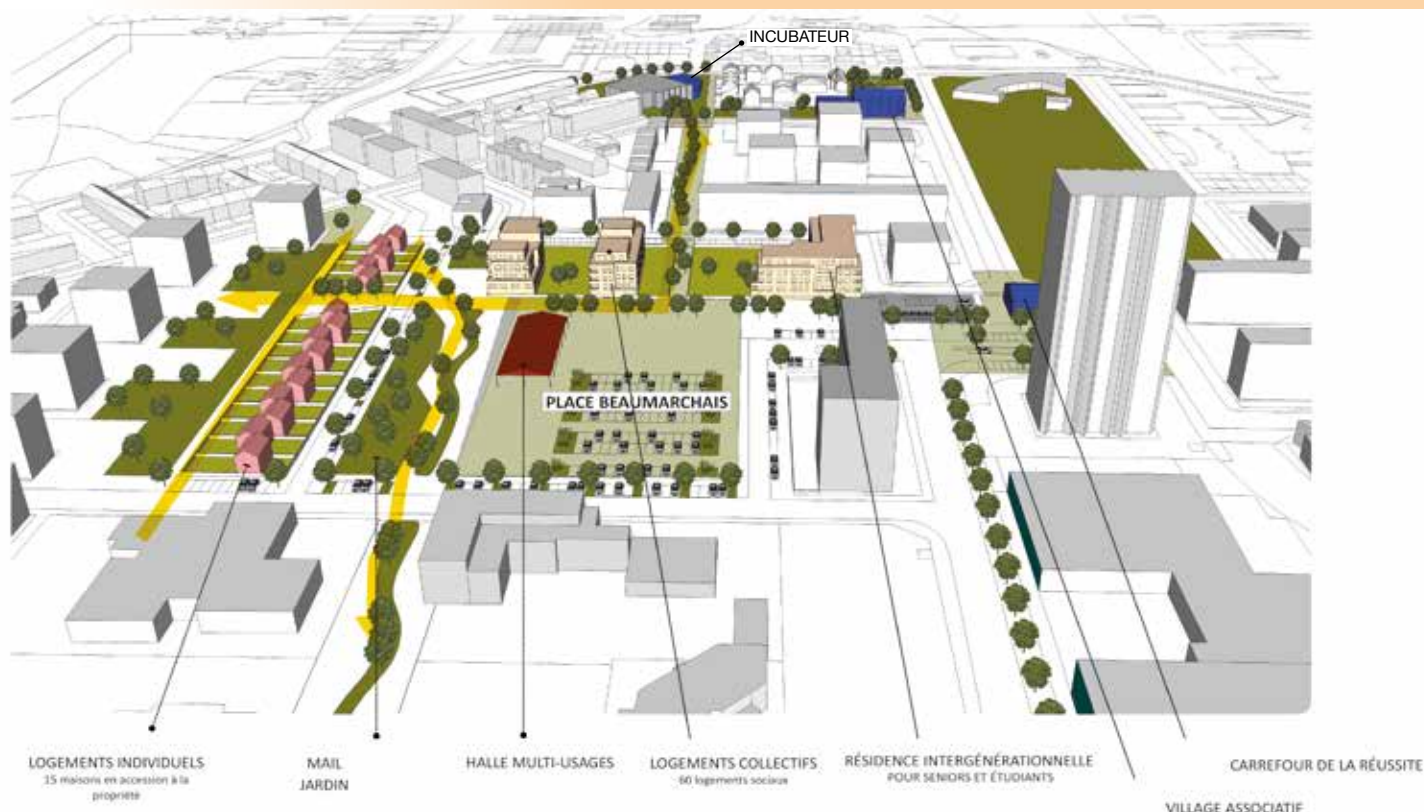 INCUBATEUR
PLACE BEAUMARCHAIS
LOGEMENTS INDIVIDUELS
15 maisons en accession à la
propriété
MAIL
JARDIN
HALLE MULTI-USAGES
LOGEMENTS COLLECTIFS
60 logements sociaux
RÉSIDENCE INTERGÉNÉRATIONNELLE
POUR SENIORS ET ÉTUDIANTS
CARREFOUR DE LA RÉUSSITE
VILLAGE ASSOCIATIF